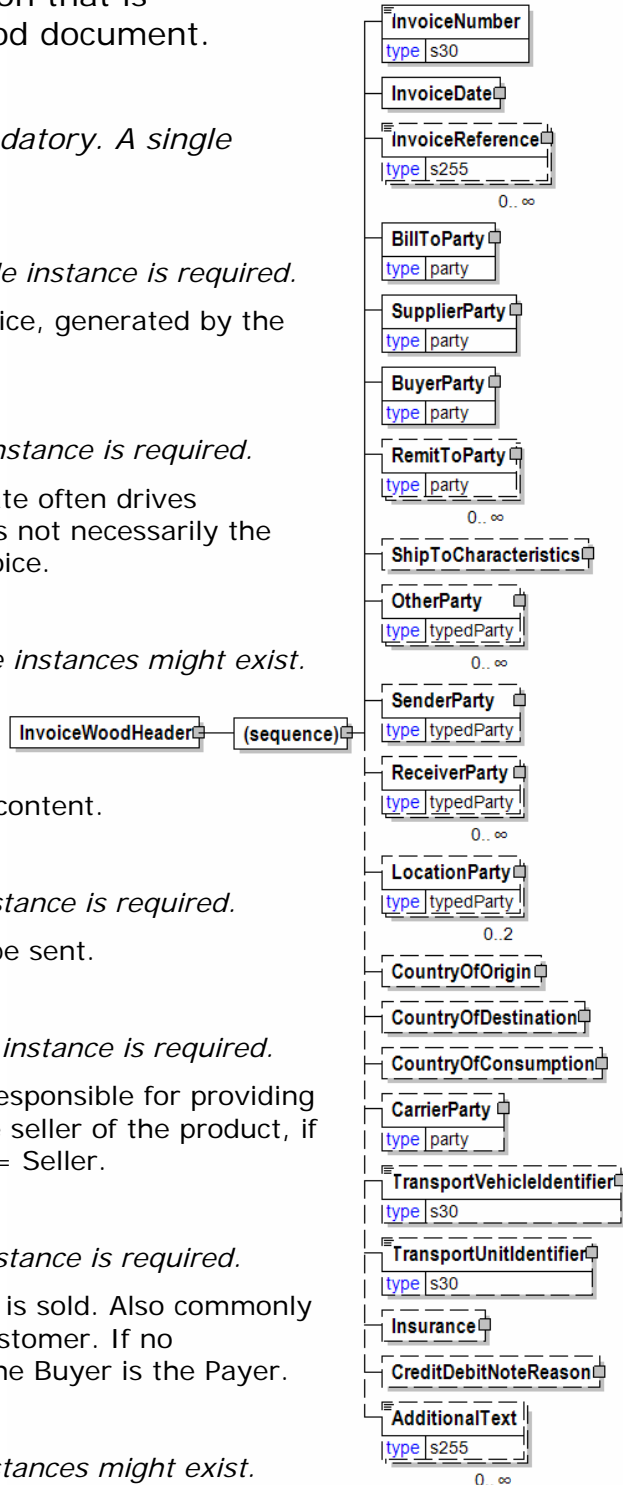 on that is
od document.
datory. A single
le instance is required.
ice, generated by the
nstance is required.
te often drives
s not necessarily the
oice.
e instances might exist.
content.
stance is required.
be sent.
instance is required.
esponsible for providing
e seller of the product, if
= Seller.
stance is required.
is sold. Also commonly
stomer. If no
he Buyer is the Payer.
stances might exist.
InvoiceWoodHeader
(sequence)
InvoiceNumber
type s30
InvoiceDate
InvoiceReference
type s255
0..∞
BillToParty
type party
SupplierParty
type party
BuyerParty
type party
RemitToParty
type party
0..∞
ShipToCharacteristics
OtherParty
type typedParty
0..∞
SenderParty
type typedParty
ReceiverParty
type typedParty
0..∞
LocationParty
type typedParty
0..2
CountryOfOrigin
CountryOfDestination
CountryOfConsumption
CarrierParty
type party
TransportVehicleIdentifier
type s30
TransportUnitIdentifier
type s30
Insurance
CreditDebitNoteReason
AdditionalText
type s255
0..∞